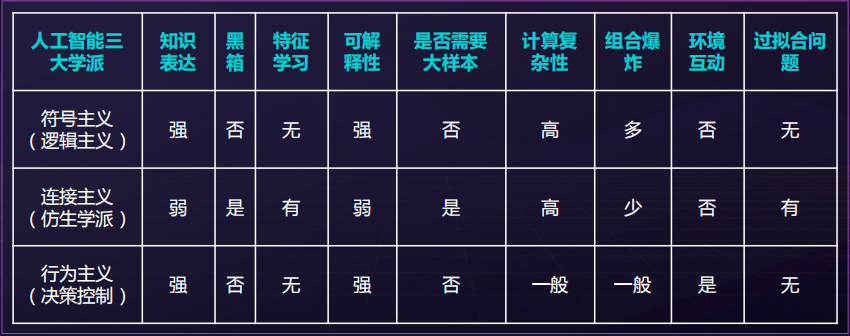 人工智能三大学派 知识表达 黑箱 特征学习 可解释性 是否需要大样本 计算复杂性 组合爆炸 环境互动 过拟合问题
符号主义（逻辑主义） 强 否 无 强 否 高 多 否 无
连接主义（仿生学派） 弱 是 有 弱 是 高 少 否 有
行为主义（决策控制） 强 否 无 强 否 一般 一般 是 无